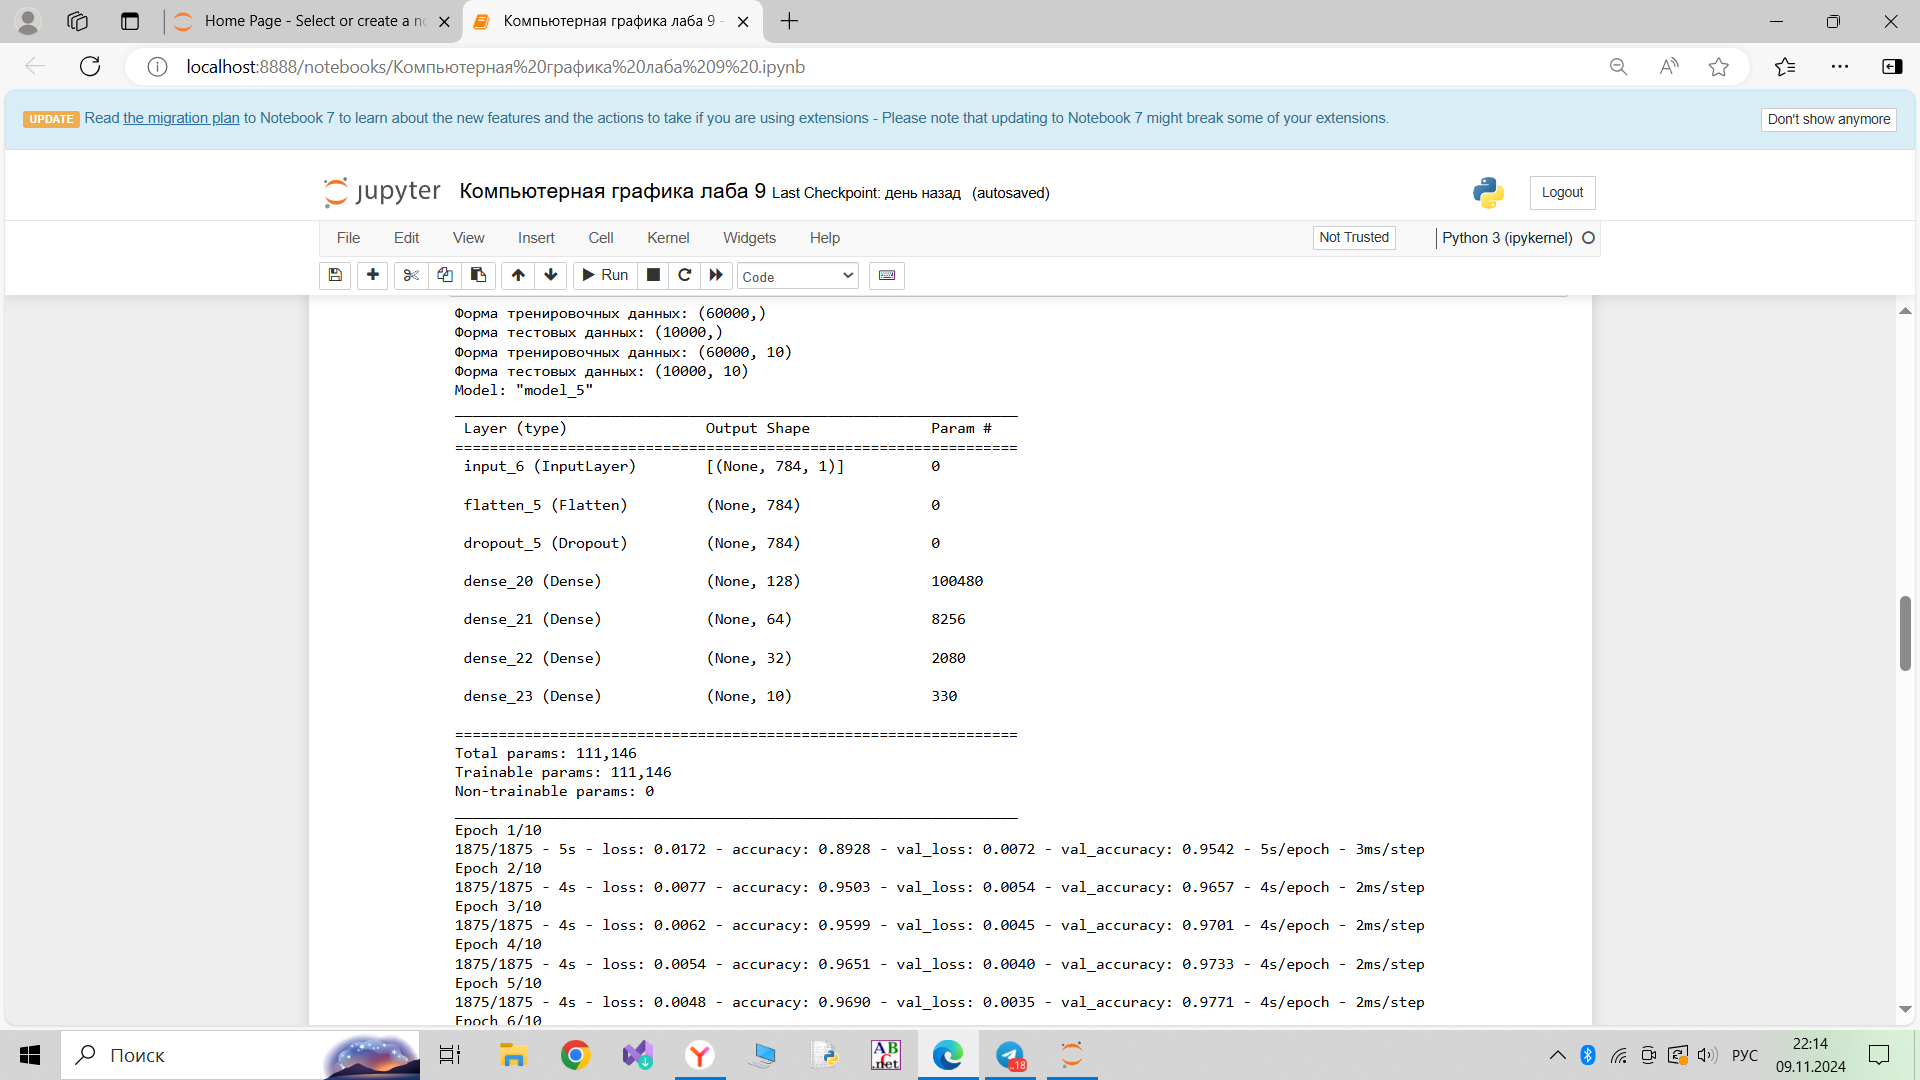 Home Page - Select or create a no
Компьютерная графика лаба 9 -
localhost:8888/notebooks/Компьютерная%20графика%20лаба%209%20.ipynb
UPDATE Read the migration plan to Notebook 7 to learn about the new features and the actions to take if you are using extensions - Please note that updating to Notebook 7 might break some of your extensions.
Don't show anymore
jupyter Компьютерная графика лаба 9 Last Checkpoint: день назад (autosaved)
Logout
File Edit View Insert Cell Kernel Widgets Help
Not Trusted Python 3 (ipykernel)
Run Code
Форма тренировочных данных: (60000,)
Форма тестовых данных: (10000,)
Форма тренировочных данных: (60000, 10)
Форма тестовых данных: (10000, 10)
Model: "model_5"
_________________________________________________________________
Layer (type) Output Shape Param #
=================================================================
input_6 (InputLayer) [(None, 784, 1)] 0
flatten_5 (Flatten) (None, 784) 0
dropout_5 (Dropout) (None, 784) 0
dense_20 (Dense) (None, 128) 100480
dense_21 (Dense) (None, 64) 8256
dense_22 (Dense) (None, 32) 2080
dense_23 (Dense) (None, 10) 330
=================================================================
Total params: 111,146
Trainable params: 111,146
Non-trainable params: 0
_________________________________________________________________
Epoch 1/10
1875/1875 - 5s - loss: 0.0172 - accuracy: 0.8928 - val_loss: 0.0072 - val_accuracy: 0.9542 - 5s/epoch - 3ms/step
Epoch 2/10
1875/1875 - 4s - loss: 0.0077 - accuracy: 0.9503 - val_loss: 0.0054 - val_accuracy: 0.9657 - 4s/epoch - 2ms/step
Epoch 3/10
1875/1875 - 4s - loss: 0.0062 - accuracy: 0.9599 - val_loss: 0.0045 - val_accuracy: 0.9701 - 4s/epoch - 2ms/step
Epoch 4/10
1875/1875 - 4s - loss: 0.0054 - accuracy: 0.9651 - val_loss: 0.0040 - val_accuracy: 0.9733 - 4s/epoch - 2ms/step
Epoch 5/10
1875/1875 - 4s - loss: 0.0048 - accuracy: 0.9690 - val_loss: 0.0035 - val_accuracy: 0.9771 - 4s/epoch - 2ms/step
Epoch 6/10
Поиск
ABC .net
..18
РУС
22:14
09.11.2024